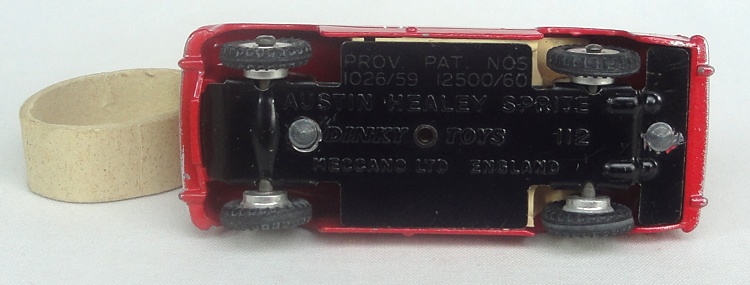 PROV. PAT. NOS
1026/59 12500/60
AUSTIN HEALEY SPRITE
DINKY TOYS 112
MECCANO LTD ENGLAND